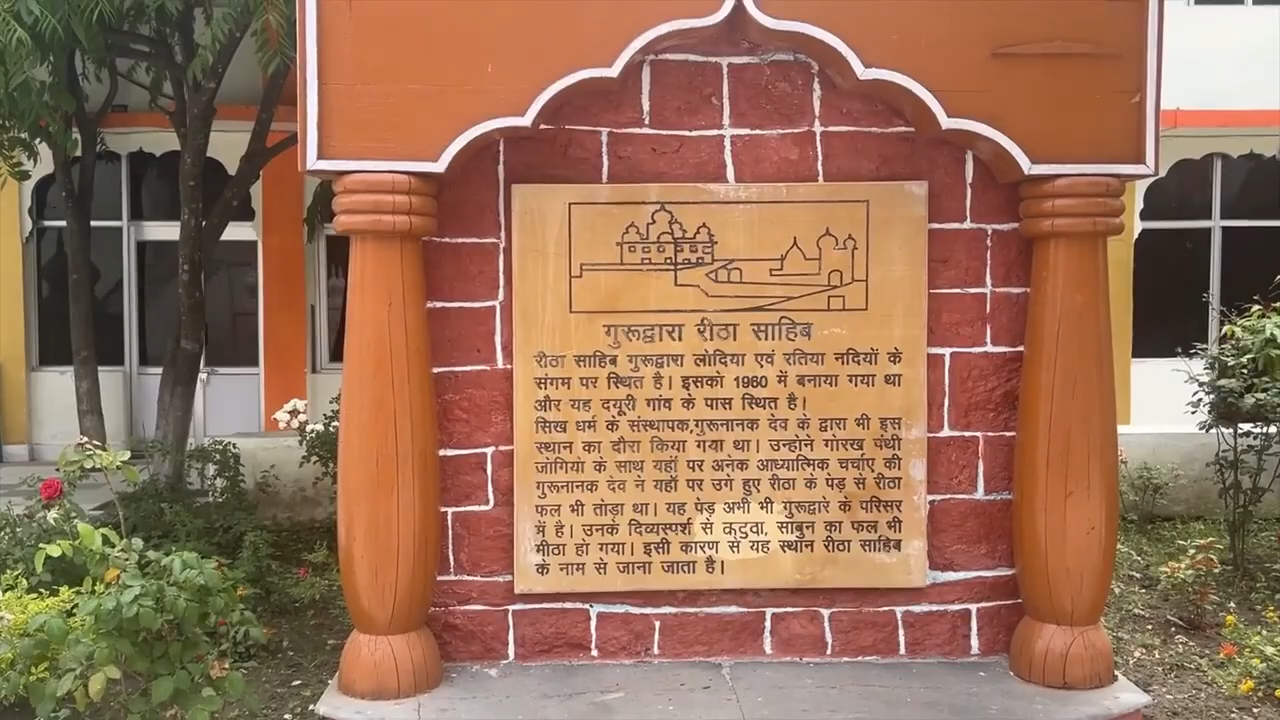 गुरूद्वारा रीठा साहिब
रीठा साहिब गुरूद्वारा लोदिया एवं रतिया नदियों के
संगम पर स्थित है। इसको 1960 में बनाया गया था
और यह दयूरी गांव के पास स्थित है।
सिख धर्म के संस्थापक,गुरूनानक देव के द्वारा भी इस
स्थान का दौरा किया गया था। उन्होंने गोरख पंथी
जोगियों के साथ यहाँ पर अनेक आध्यात्मिक चर्चाए की
गुरूनानक देव ने यहाँ पर उगे हुए रीठा के पेड़ से रीठा
फल भी तोड़ा था। यह पेड़ अभी भी गुरूद्वारे के परिसर
में है। उनके दिव्यस्पर्श से कड़ुवा, साबुन का फल भी
मीठा हो गया। इसी कारण से यह स्थान रीठा साहिब
के नाम से जाना जाता है।